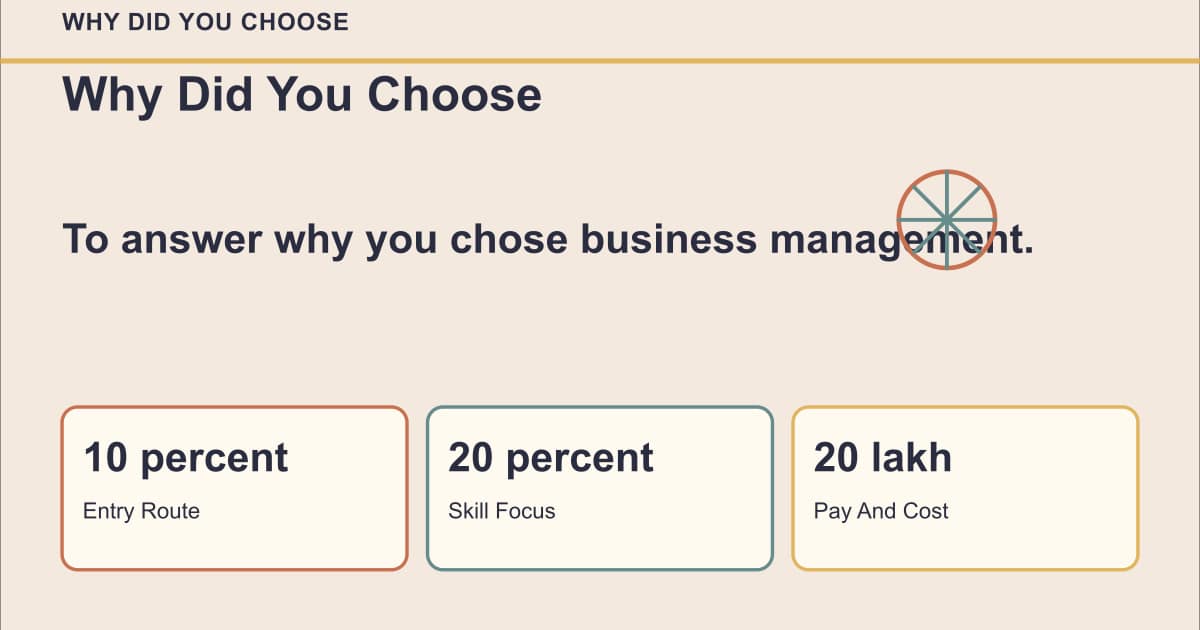 WHY DID YOU CHOOSE
Why Did You Choose
To answer why you chose business management.
10 percent
Entry Route
20 percent
Skill Focus
20 lakh
Pay And Cost